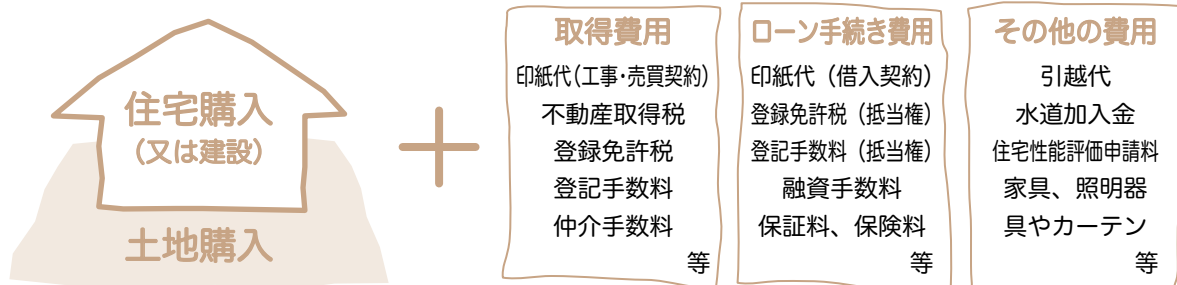 住宅購入
（又は建設）
土地購入
＋
取得費用
印紙代（工事・売買契約）
不動産取得税
登録免許税
登記手数料
仲介手数料
等
ローン手続き費用
印紙代（借入契約）
登録免許税（抵当権）
登記手数料（抵当権）
融資手数料
保証料、保険料
等
その他の費用
引越代
水道加入金
住宅性能評価申請料
家具、照明器
具やカーテン
等